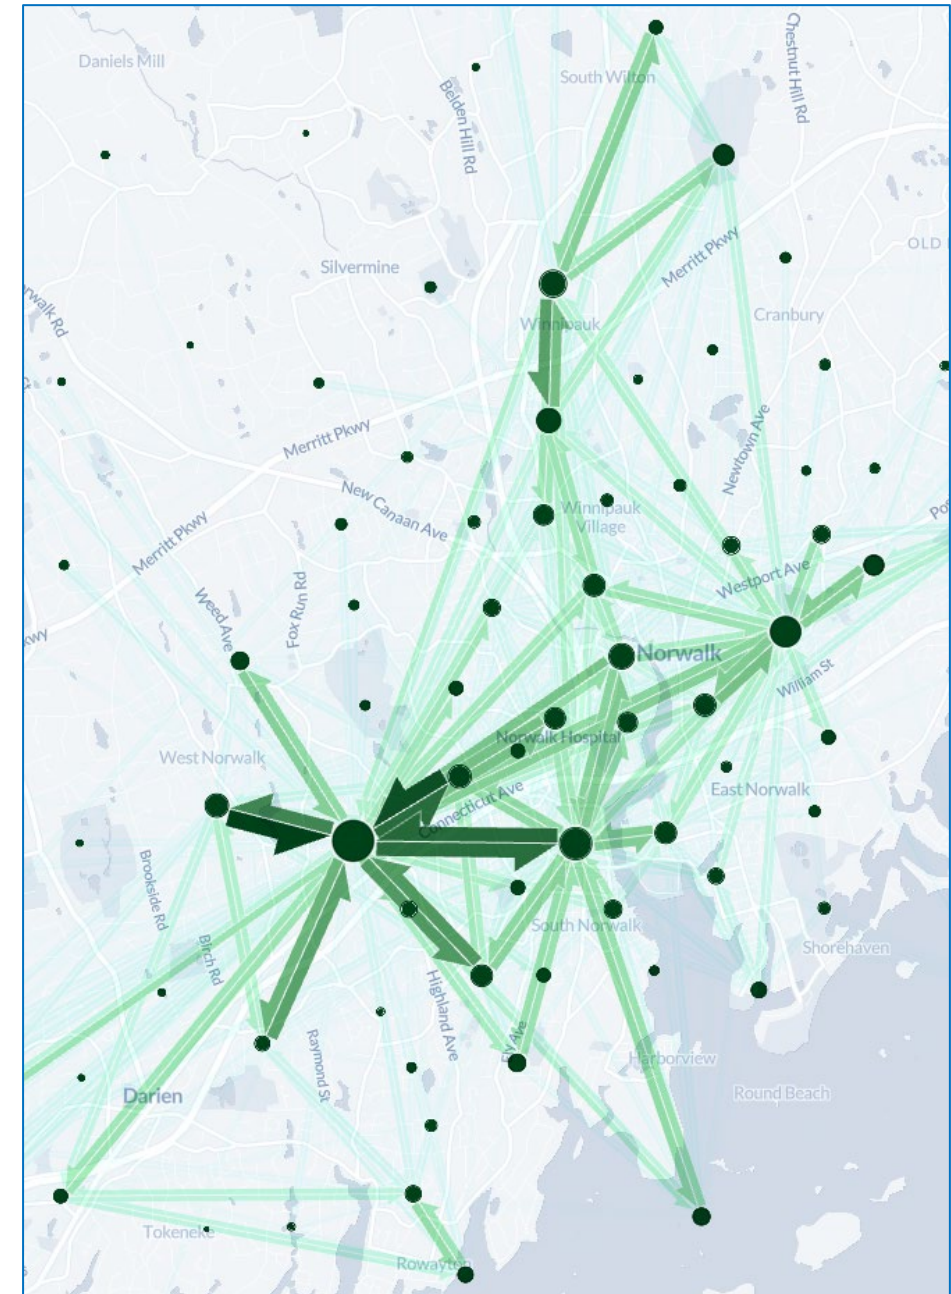 Daniels Mill
South Wilton
Chestnut Hill Rd
Belden Hill Rd
OLD
Silvermine
Merritt Pkwy
Winnipauk
Cranbury
Merritt Pkwy
Newtown Ave
New Canaan Ave
Winnipauk
Village
Merritt Pkwy
Westport Ave
Weed Ave
Fox Run Rd
Norwalk
William St
Norwalk Hospital
West Norwalk
Connecticut Ave
East Norwalk
Brookside Rd
Birch Rd
South Norwalk
Shorehaven
Highland Ave
Raymond St
Ely Ave
Harborview
Darien
Round Beach
Tokeneke
Rowayton